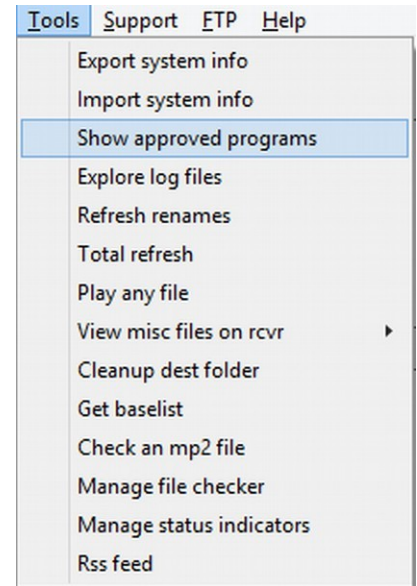 Tools Support FTP Help
Export system info
Import system info
Show approved programs
Explore log files
Refresh renames
Total refresh
Play any file
View misc files on rcvr
Cleanup dest folder
Get baselist
Check an mp2 file
Manage file checker
Manage status indicators
Rss feed